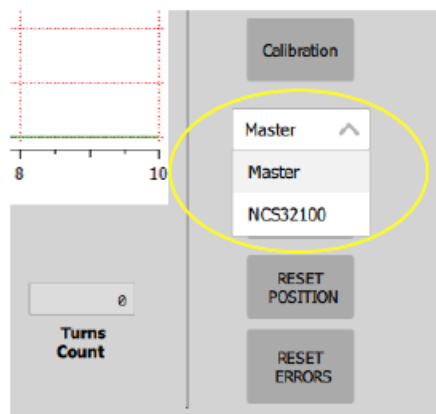 Calibration
Master
Master
NCS32100
8
10
0
Turns
Count
RESET
POSITION
RESET
ERRORS